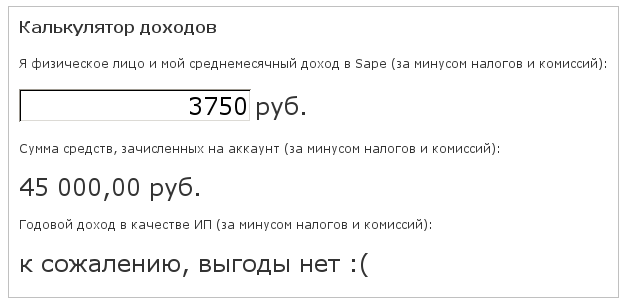 Калькулятор доходов
Я физическое лицо и мой среднемесячный доход в Sape (за минусом налогов и комиссий):
3750 руб.
Сумма средств, зачисленных на аккаунт (за минусом налогов и комиссий):
45 000,00 руб.
Годовой доход в качестве ИП (за минусом налогов и комиссий):
к сожалению, выгоды нет :(